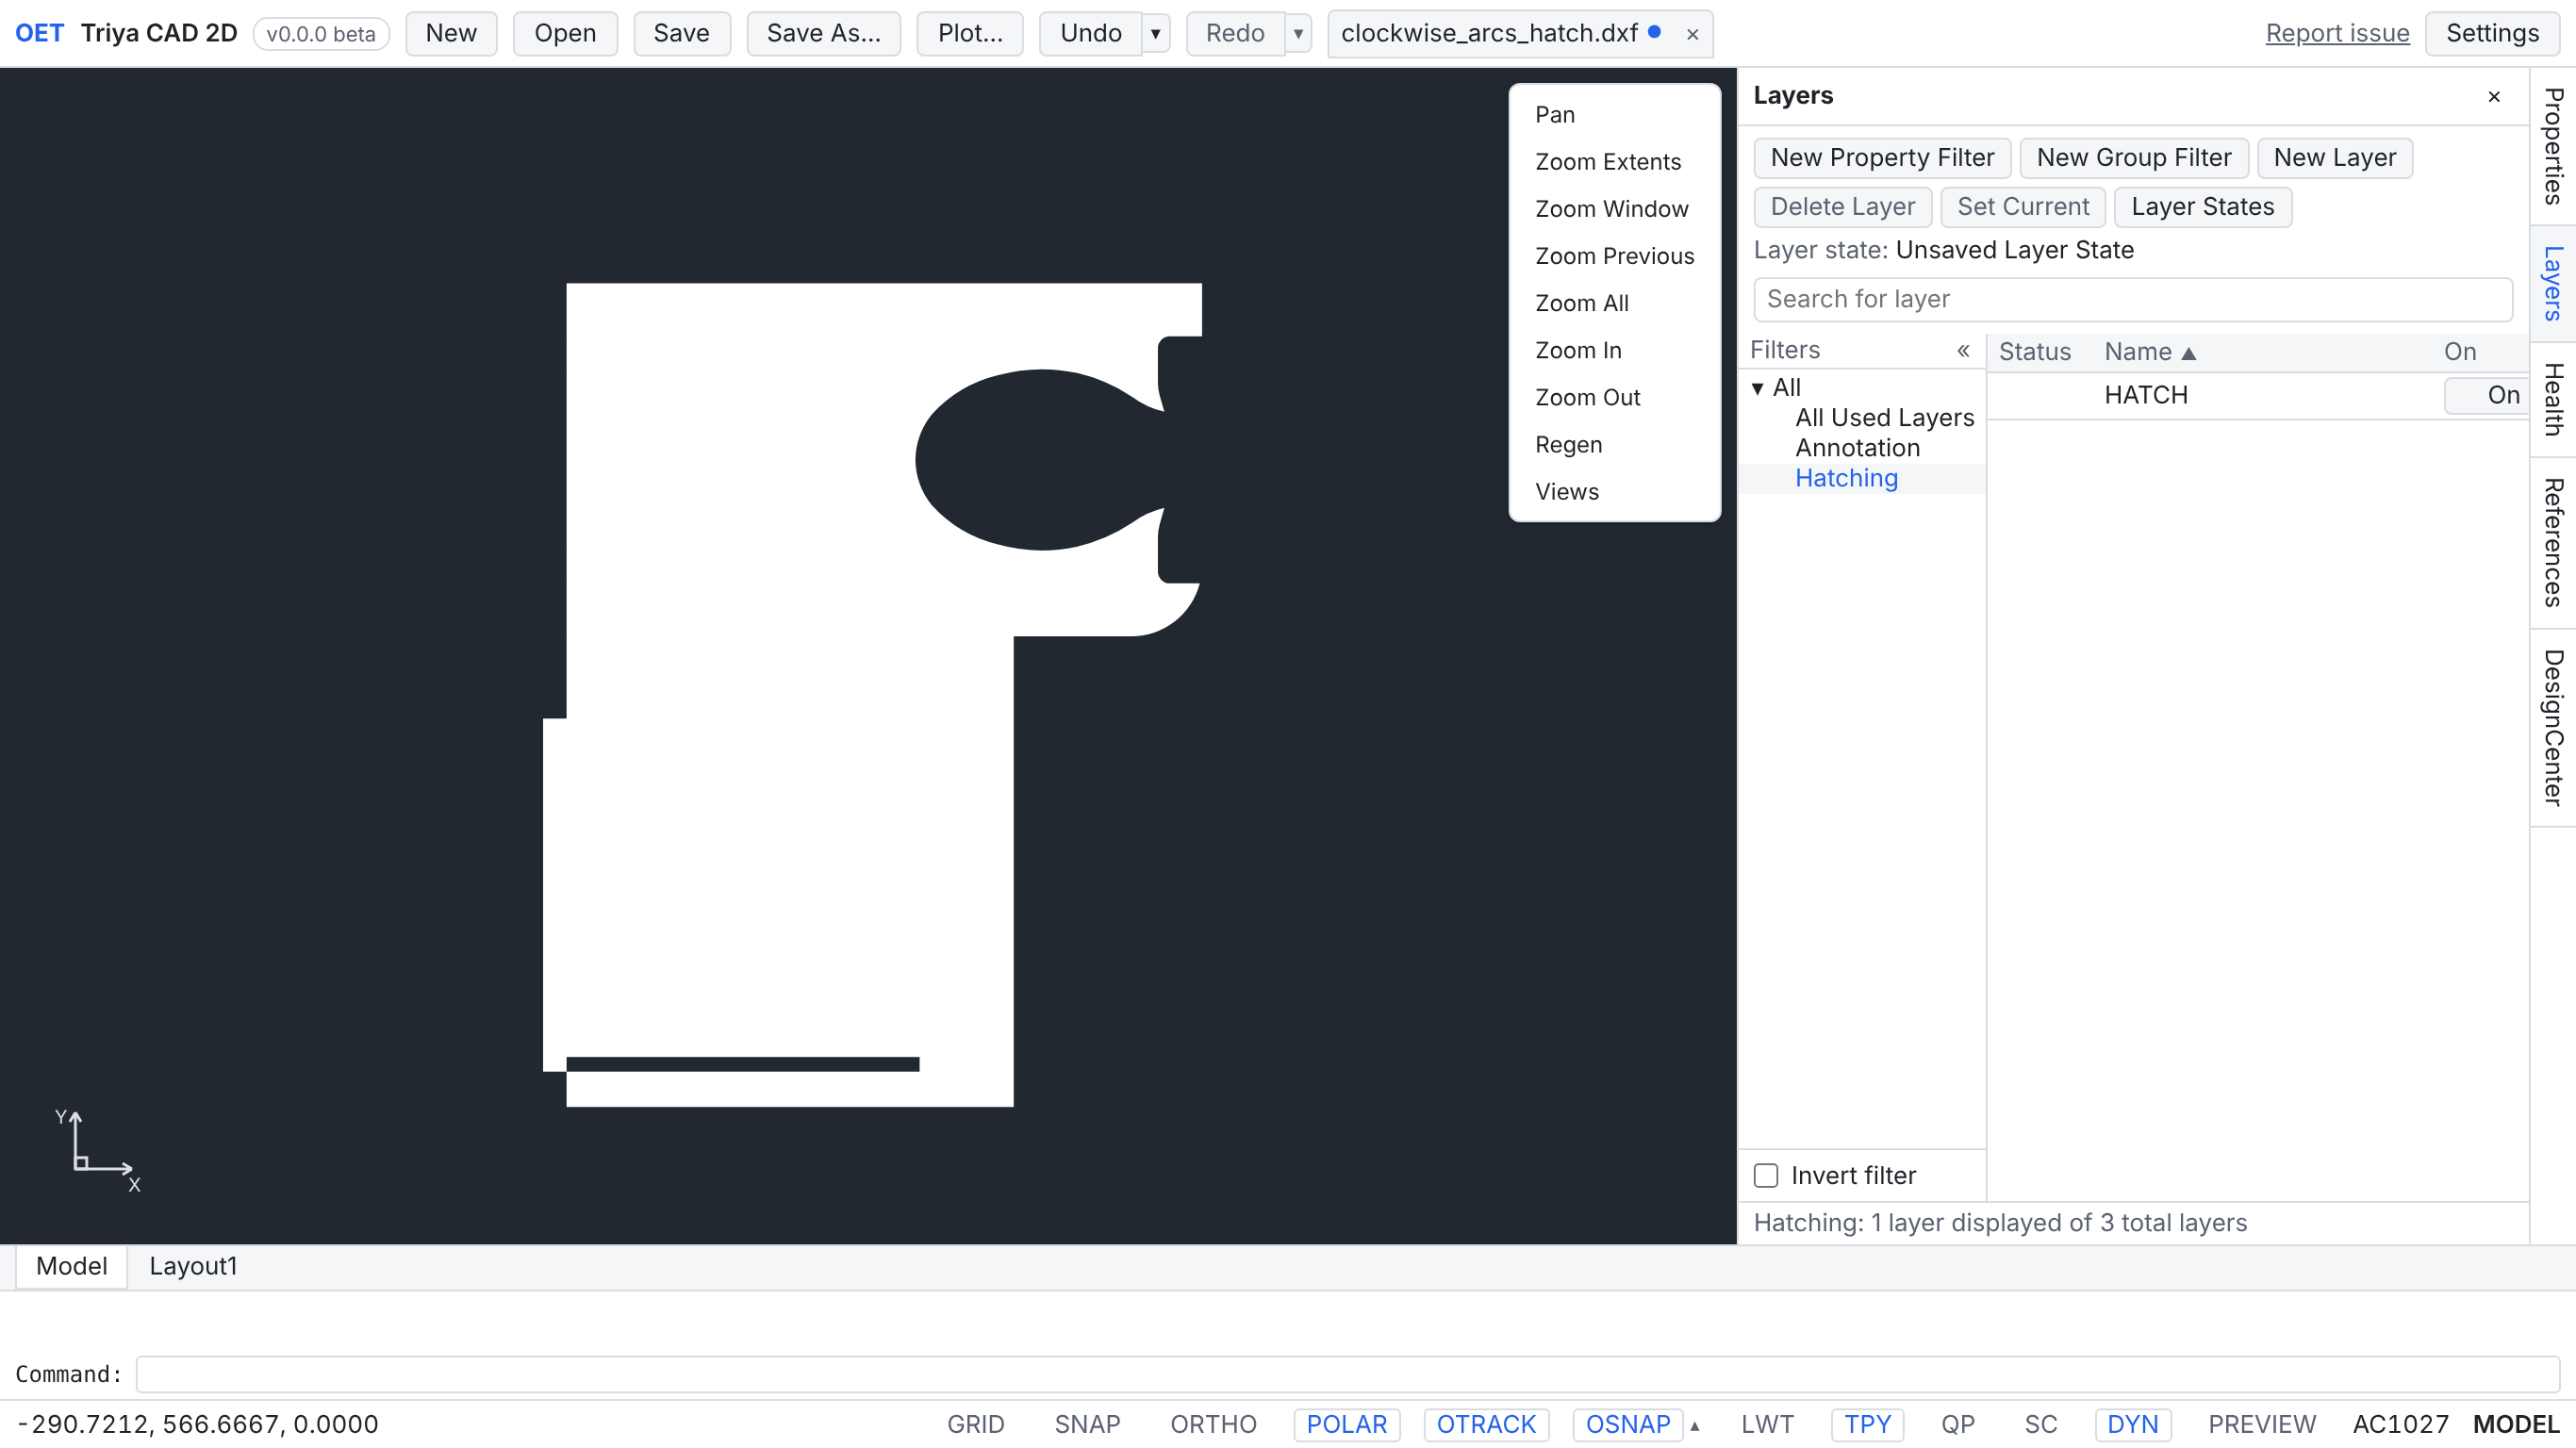 OET Triya CAD 2D v0.0.0 beta New Open Save Save As... Plot... Undo ▾ Redo ▾ clockwise_arcs_hatch.dxf × Report issue Settings
Pan
Zoom Extents
Zoom Window
Zoom Previous
Zoom All
Zoom In
Zoom Out
Regen
Views
Y
X
Layers ×
New Property Filter New Group Filter New Layer
Delete Layer Set Current Layer States
Layer state: Unsaved Layer State
Search for layer
Filters «
▾ All
All Used Layers
Annotation
Hatching
Status Name ▲ On
HATCH On
Invert filter
Hatching: 1 layer displayed of 3 total layers
Properties
Layers
Health
References
DesignCenter
Model Layout1
Command:
-290.7212, 566.6667, 0.0000 GRID SNAP ORTHO POLAR OTRACK OSNAP ▴ LWT TPY QP SC DYN PREVIEW AC1027 MODEL